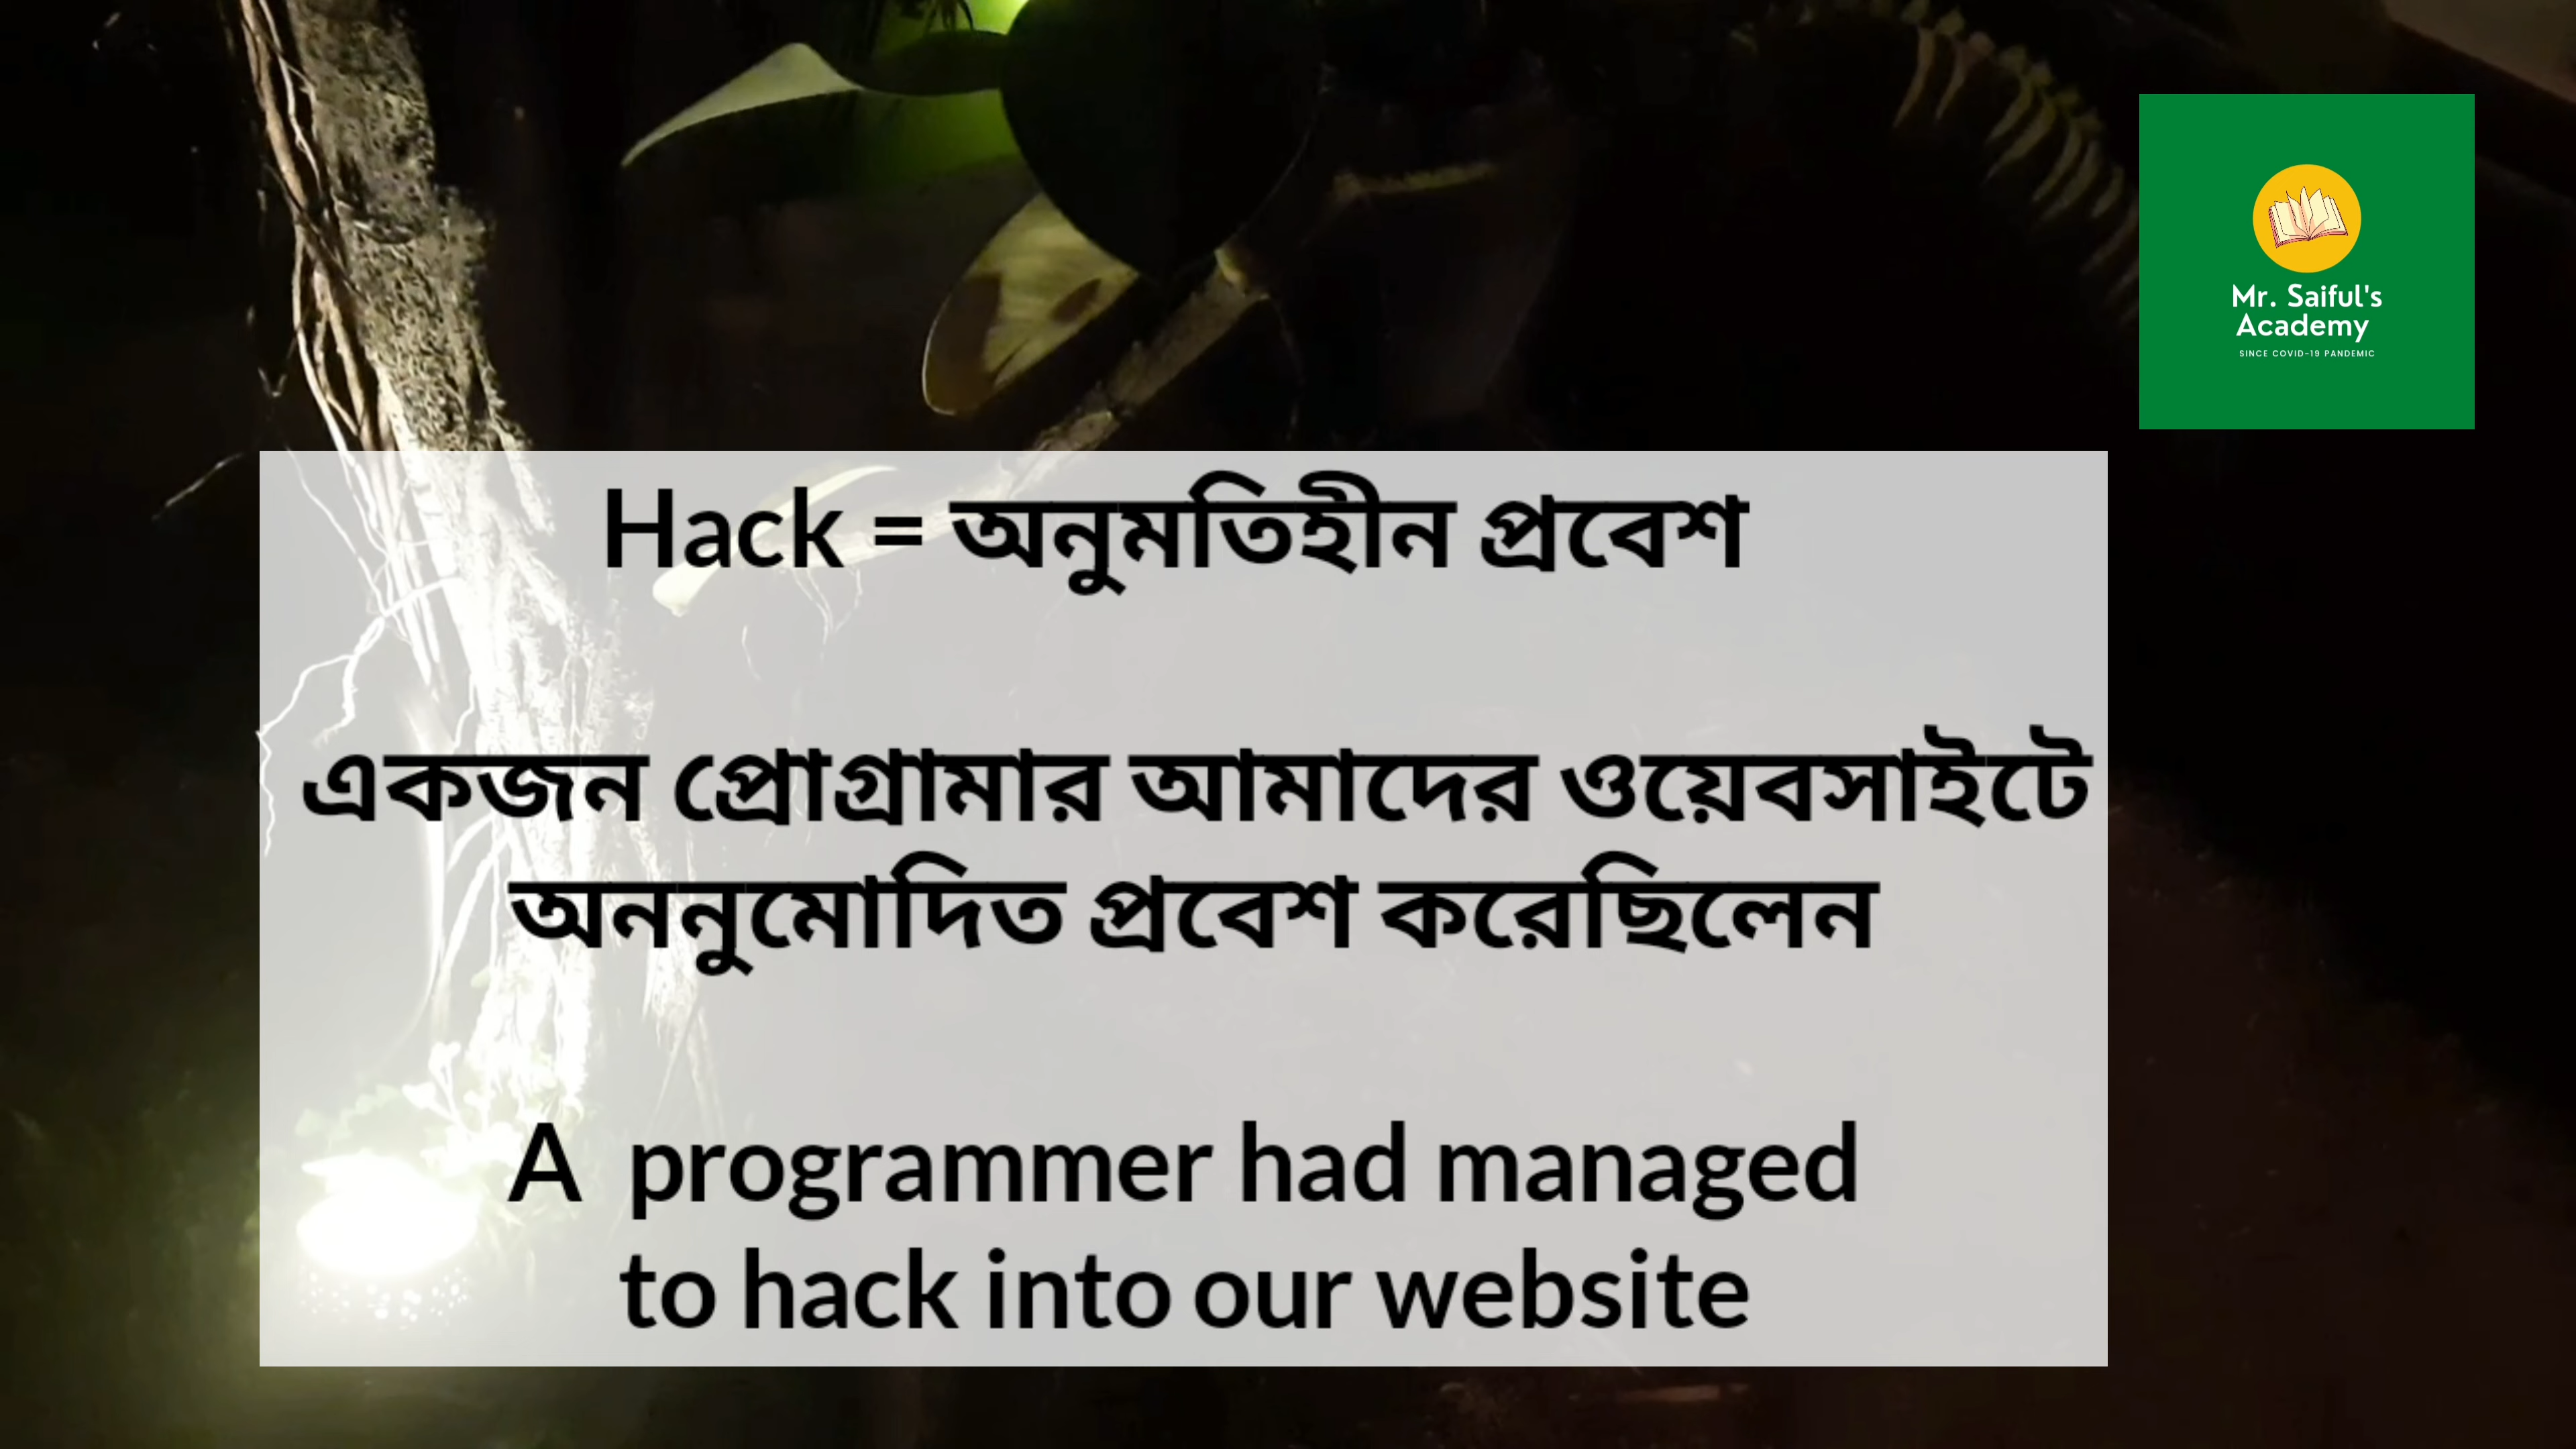 Mr. Saiful's
Academy
SINCE COVID-19 PANDEMIC
Hack = অনুমতিহীন প্রবেশ
একজন প্রোগ্রামার আমাদের ওয়েবসাইটে
অননুমোদিত প্রবেশ করেছিলেন
A programmer had managed
to hack into our website